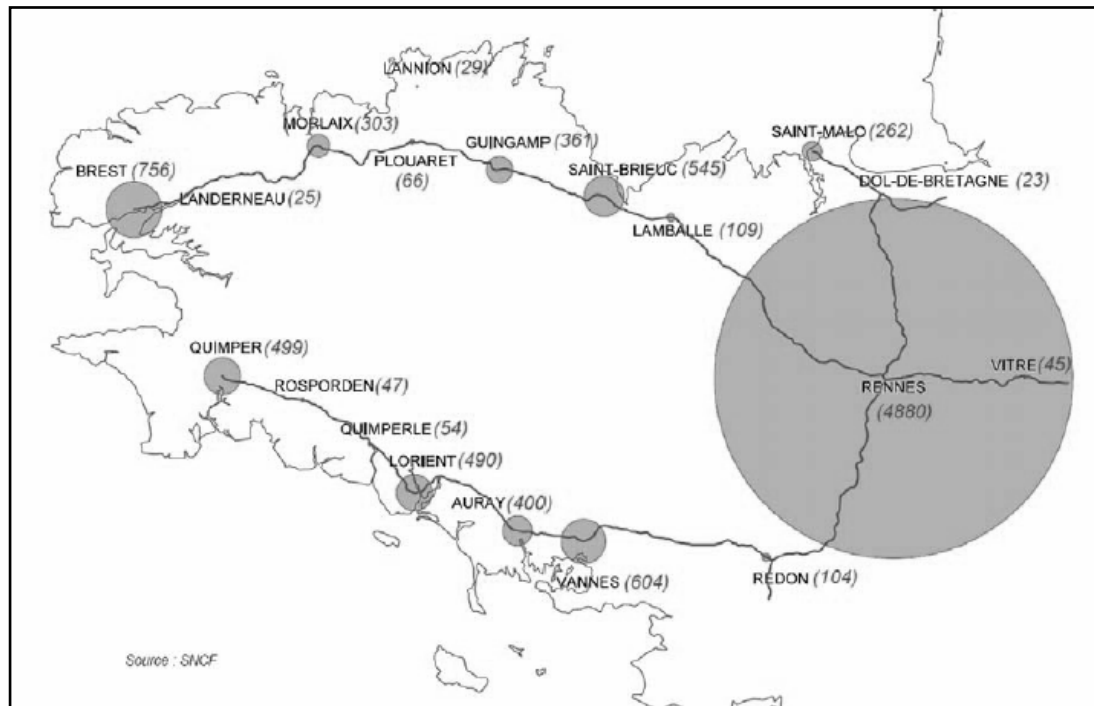 LANNION (29)
MORLAIX (303)
GUINGAMP (361)
SAINT-MALO (262)
BREST (756)
PLOUARET
(66)
SAINT-BRIEUC (545)
DOL-DE-BRETAGNE (23)
LANDERNEAU (25)
LAMBALLE (109)
QUIMPER (499)
ROSPORDEN (47)
VITRE (45)
RENNES
(4880)
QUIMPERLE (54)
LORIENT (490)
AURAY (400)
VANNES (604)
REDON (104)
Source : SNCF